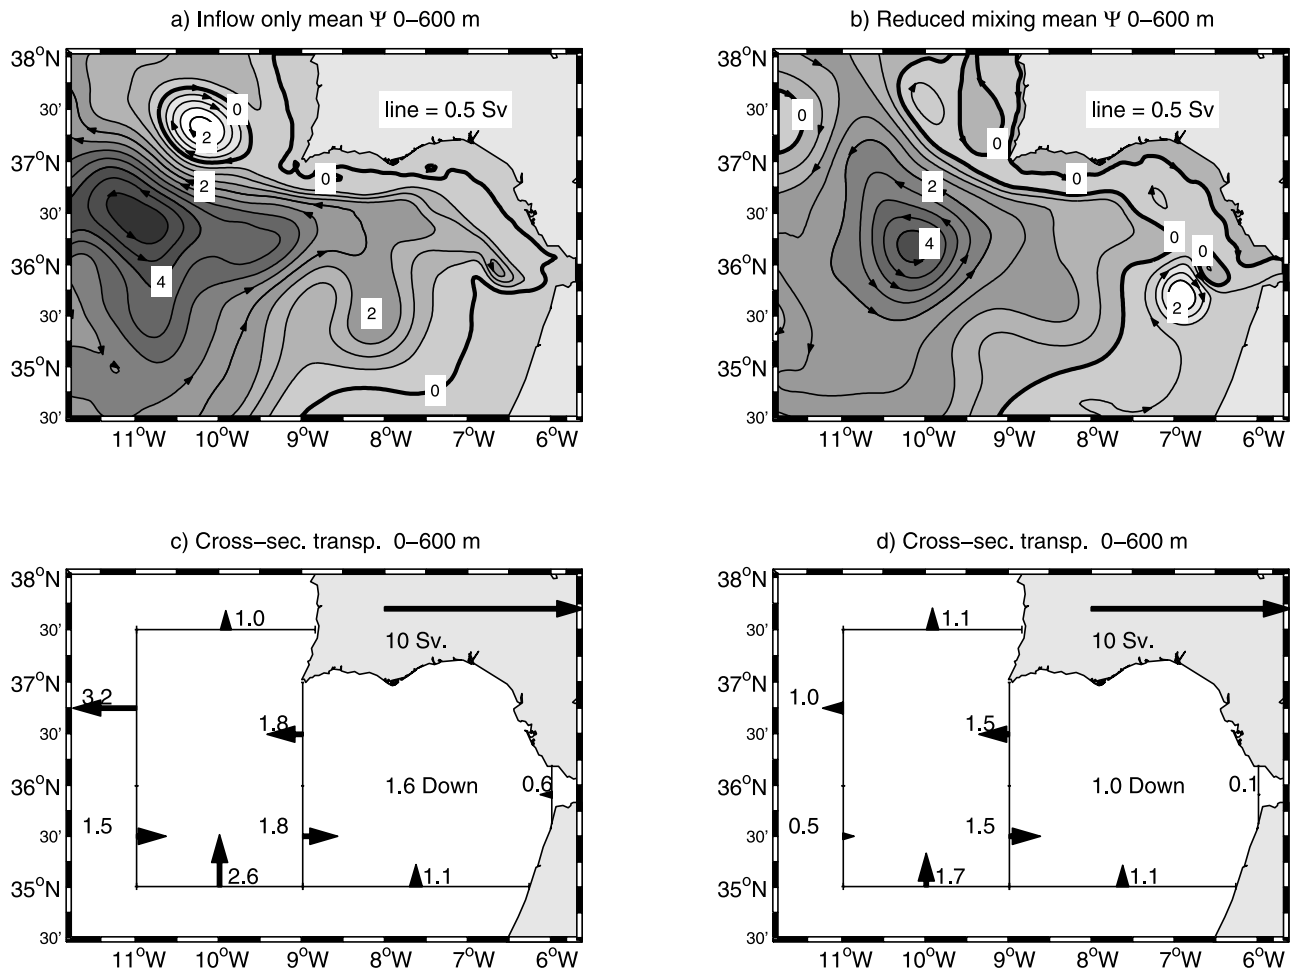 a) Inflow only mean Ψ 0−600 m
38°N
30'
37°N
30'
36°N
30'
35°N
30'
11°W 10°W 9°W 8°W 7°W 6°W
line = 0.5 Sv
0
2
2
0
4
2
0
b) Reduced mixing mean Ψ 0−600 m
38°N
30'
37°N
30'
36°N
30'
35°N
30'
11°W 10°W 9°W 8°W 7°W 6°W
line = 0.5 Sv
0
0
2
0
4
0
0
2
c) Cross−sec. transp. 0−600 m
38°N
30'
37°N
30'
36°N
30'
35°N
30'
11°W 10°W 9°W 8°W 7°W 6°W
1.0
10 Sv.
3.2
1.8
1.6 Down
0.6
1.5
1.8
2.6
1.1
d) Cross−sec. transp. 0−600 m
38°N
30'
37°N
30'
36°N
30'
35°N
30'
11°W 10°W 9°W 8°W 7°W 6°W
1.1
10 Sv.
1.0
1.5
1.0 Down
0.1
0.5
1.5
1.7
1.1